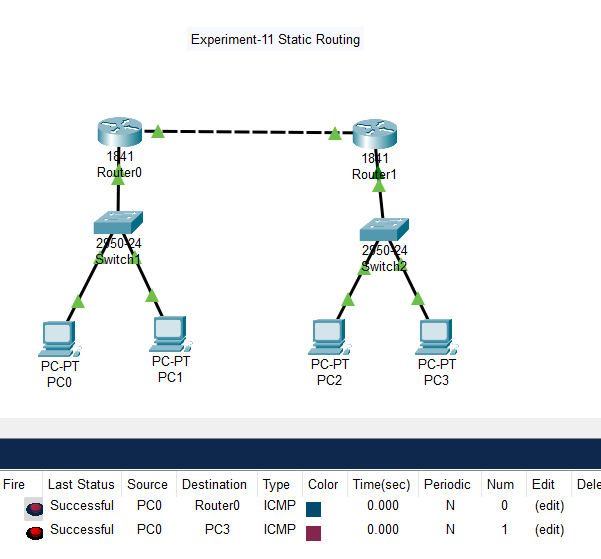 Experiment-11 Static Routing
1841
Router0
1841
Router1
2950-24
Switch1
2950-24
Switch2
PC-PT
PC0
PC-PT
PC1
PC-PT
PC2
PC-PT
PC3
Fire Last Status Source Destination Type Color Time(sec) Periodic Num Edit Dele
Successful PC0 Router0 ICMP 0.000 N 0 (edit)
Successful PC0 PC3 ICMP 0.000 N 1 (edit)